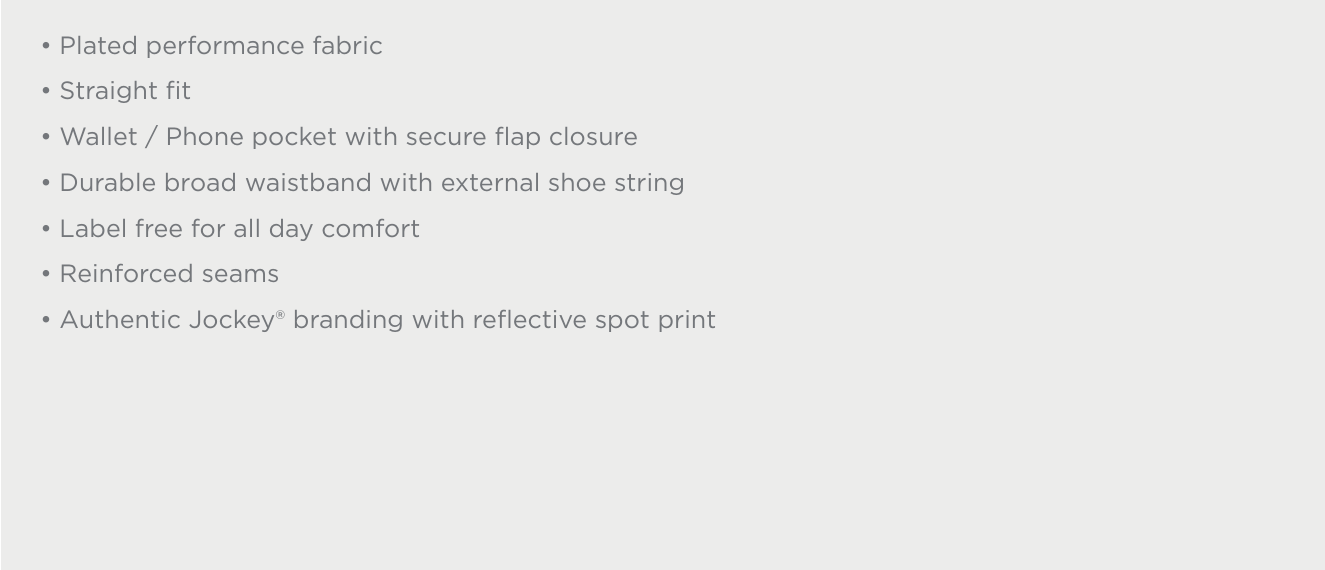 • Plated performance fabric
• Straight fit
• Wallet / Phone pocket with secure flap closure
• Durable broad waistband with external shoe string
• Label free for all day comfort
• Reinforced seams
• Authentic Jockey® branding with reflective spot print